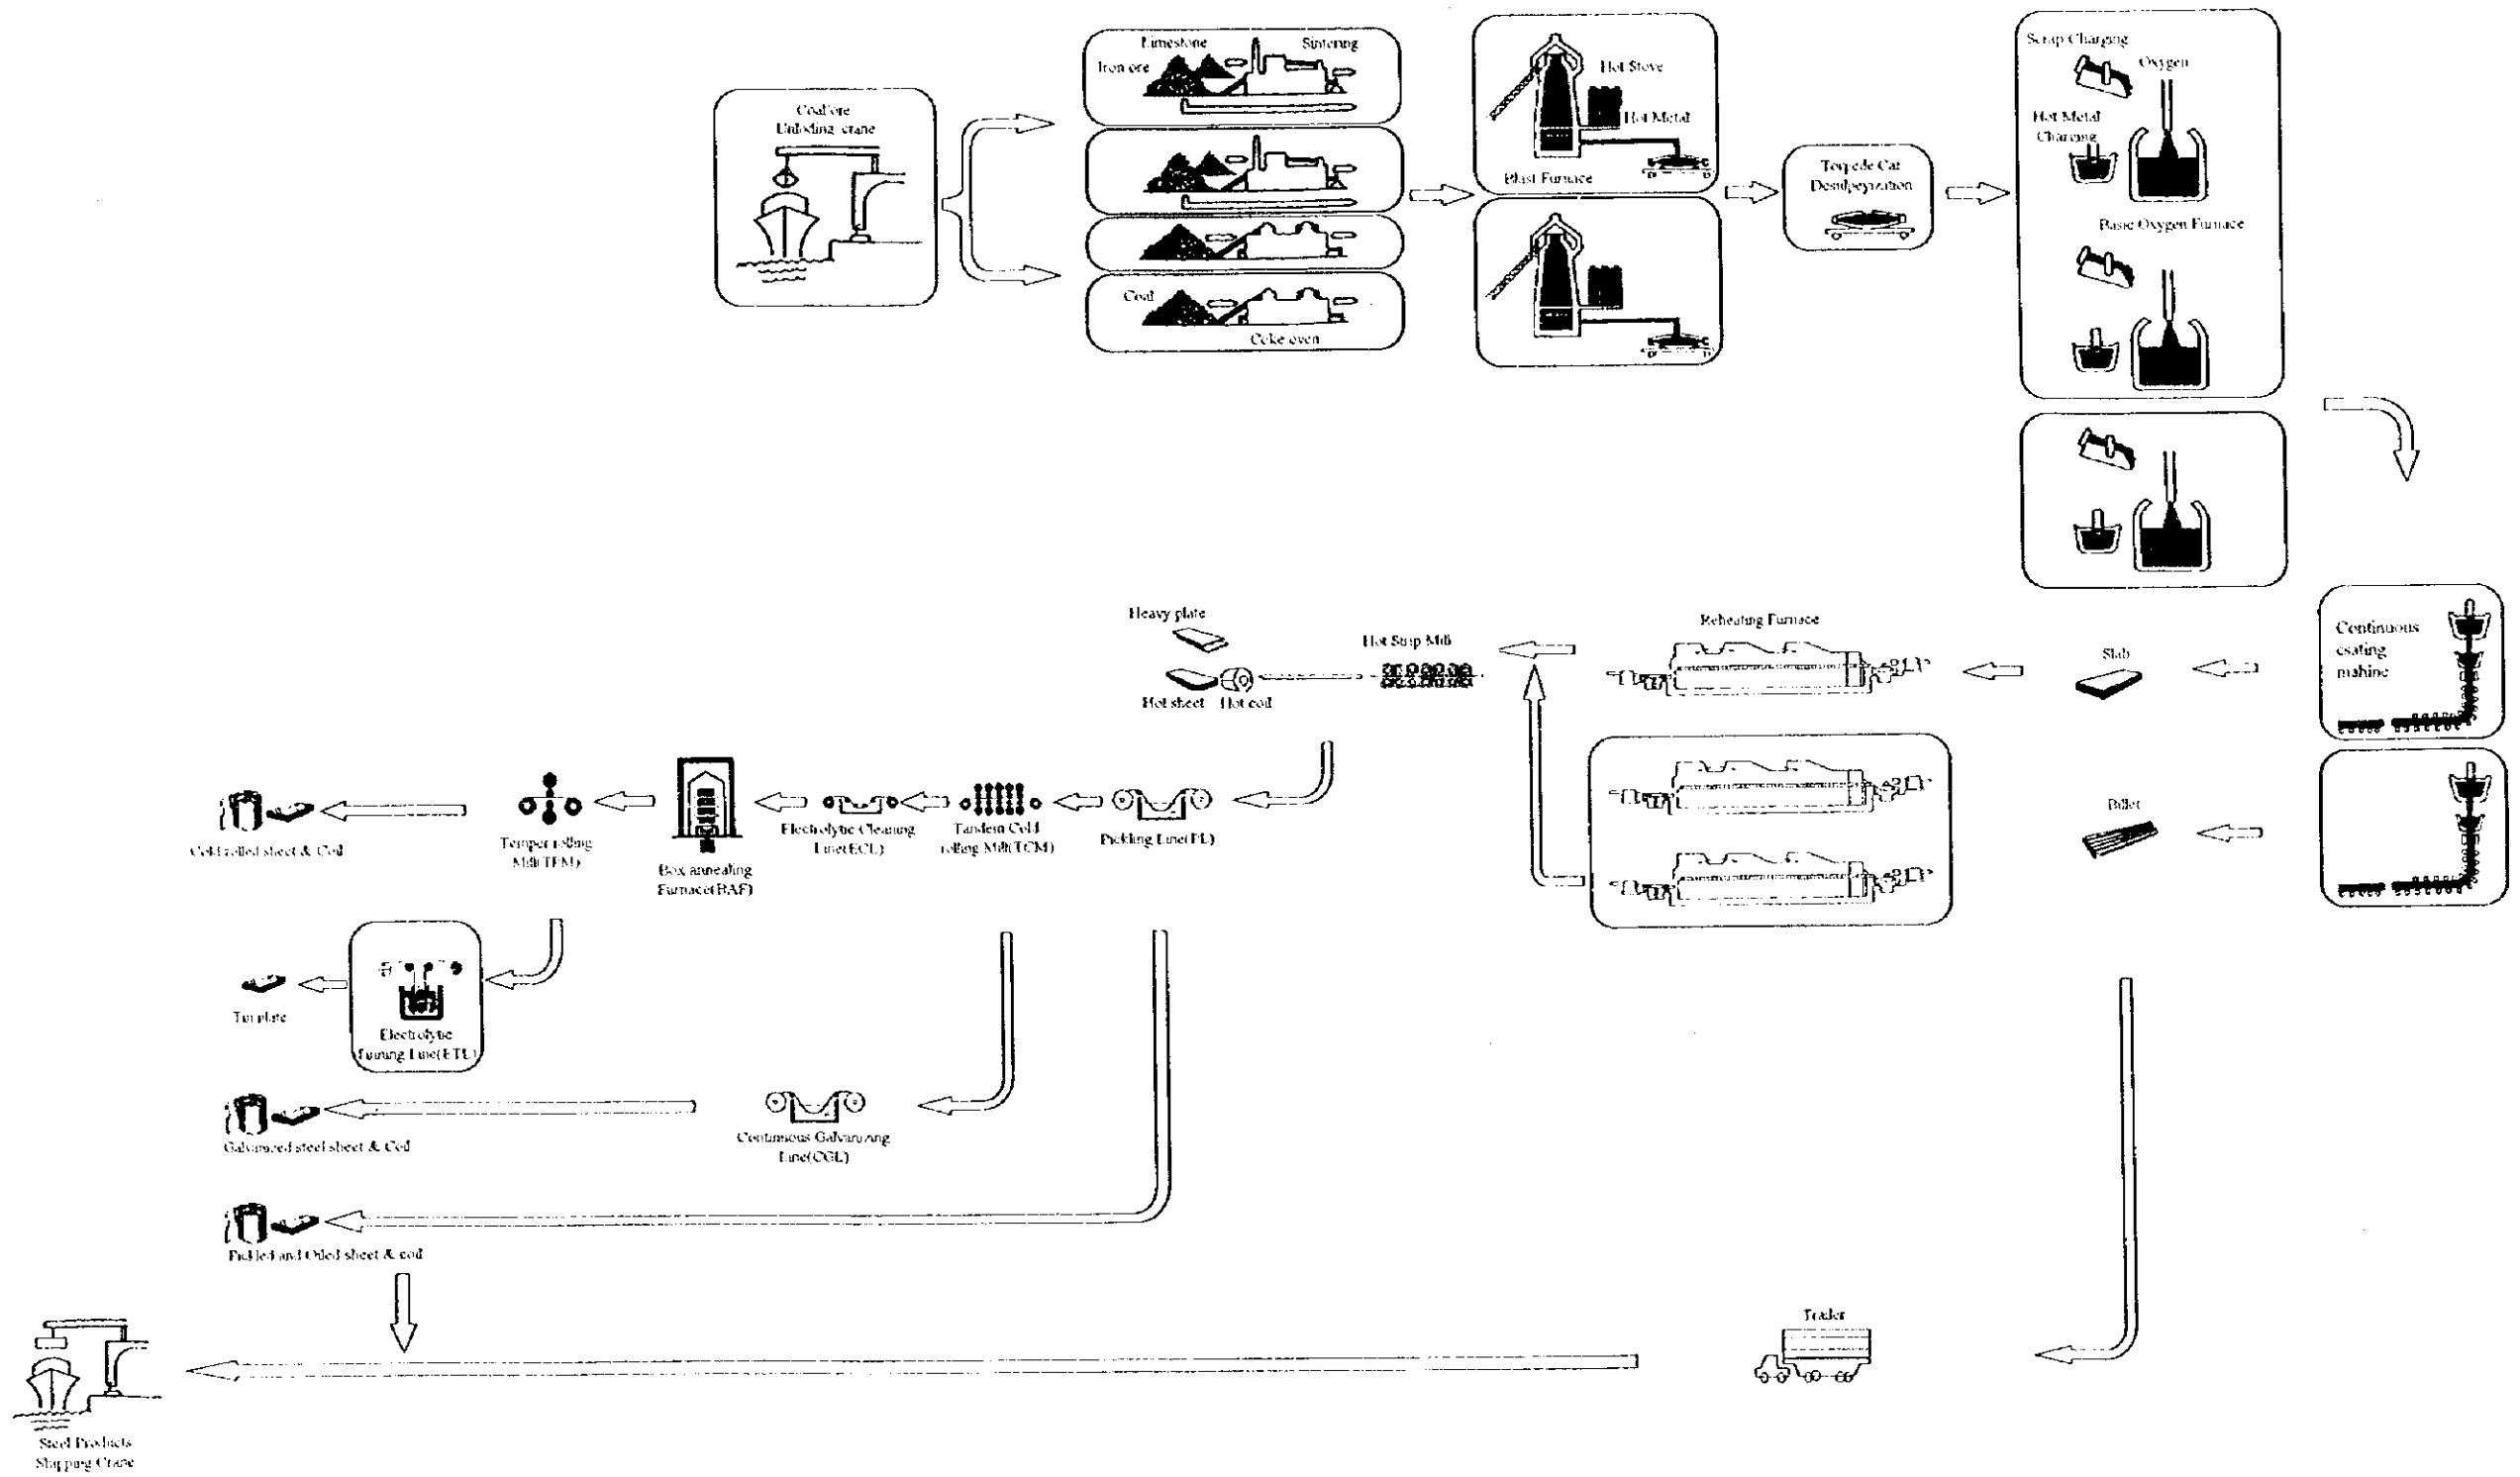 Limestone
Sintering
Iron ore
Coal/ore
Unloding crane
Coal
Coke oven
Hot Stove
Hot Metal
Blast Furnace
Torpede Car
Scrap Charging
Oxygen
Hot Metal
Charging
Basic Oxygen Furnace
Continuous
csating
mahine
Slab
Billet
Reheating Furnace
Hot Strip Mill
Heavy plate
Hot sheet
Hot coil
Pickling Line(PL)
Tandem Cold
rolling Mill(TCM)
Electrolytic Cleaning
Line(ECL)
Box annealing
Furnace(BAF)
Temper rolling
Mill(TPM)
Cold rolled sheet & Coil
Electrolytic
Tinning Line(ETL)
Tin plate
Continuous Galvanizing
Line(CGL)
Galvanized steel sheet & Coil
Pickled and Oiled sheet & coil
Trailer
Steel Products
Shipping Crane